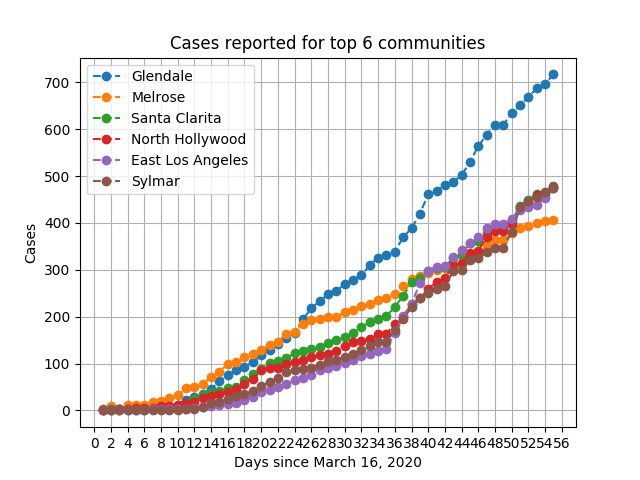 Cases reported for top 6 communities
Glendale
Melrose
Santa Clarita
North Hollywood
East Los Angeles
Sylmar
700
600
500
400
300
200
100
0
Cases
0 2 4 6 8 10 12 14 16 18 20 22 24 26 28 30 32 34 36 38 40 42 44 46 48 50 52 54 56
Days since March 16, 2020